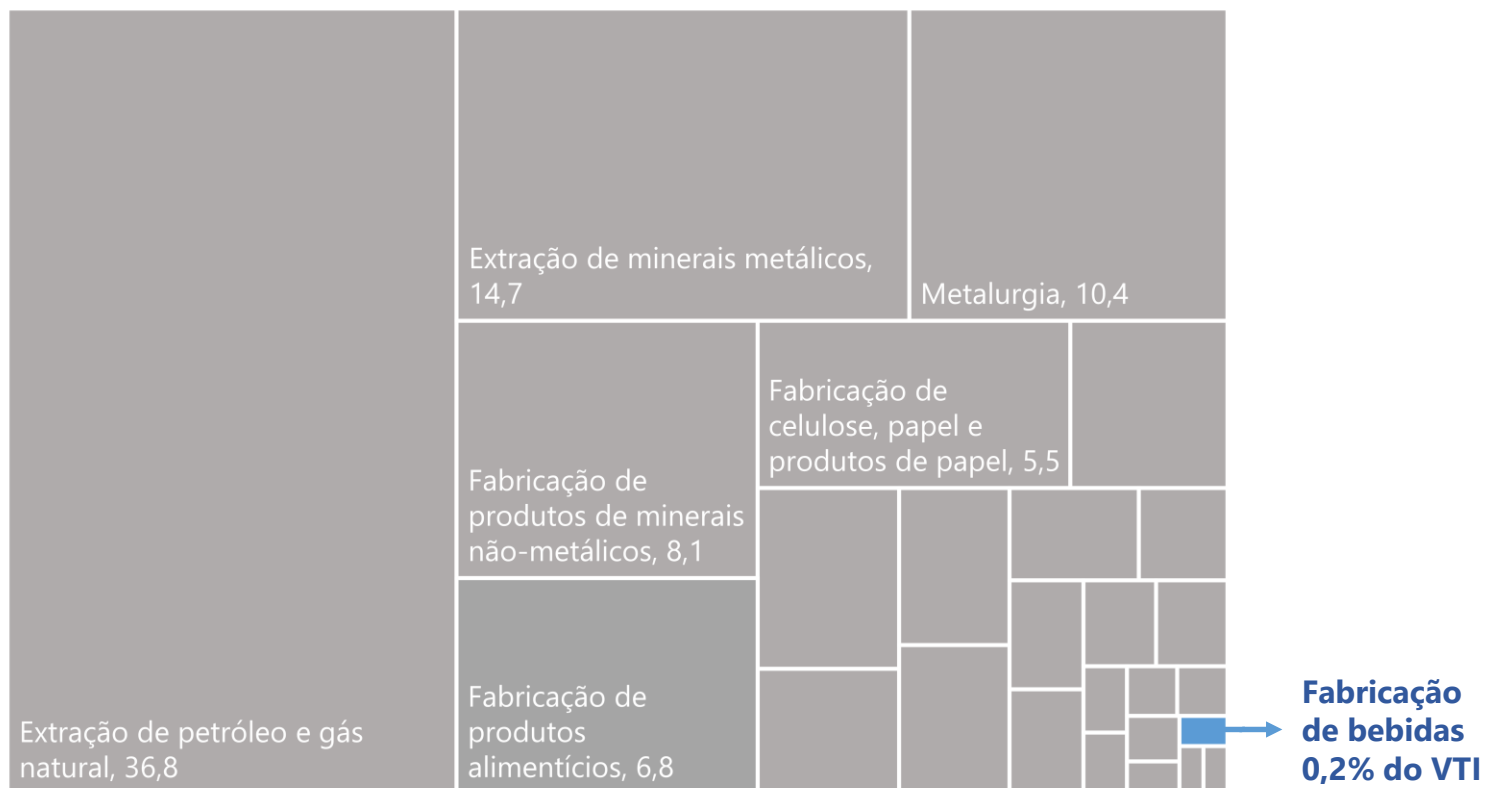 Extração de minerais metálicos,
14,7
Metalurgia, 10,4
Fabricação de
celulose, papel e
produtos de papel, 5,5
Fabricação de
produtos de minerais
não-metálicos, 8,1
Extração de petróleo e gás
natural, 36,8
Fabricação de
produtos
alimentícios, 6,8
Fabricação
de bebidas
0,2% do VTI